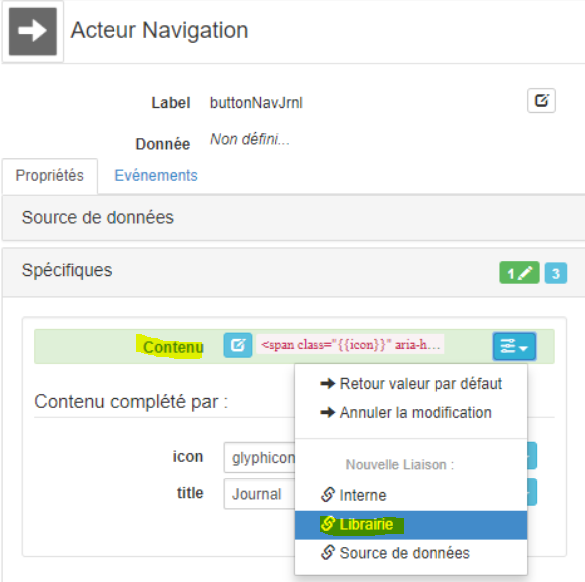 Acteur Navigation
Label buttonNavJrnl
Donnée Non défini...
Propriétés Evénements
Source de données
Spécifiques 1 3
Contenu <span class="{{icon}}" aria-h...
Retour valeur par défaut
Contenu complété par :
Annuler la modification
icon glyphicon
Nouvelle Liaison :
title Journal
Interne
Librairie
Source de données